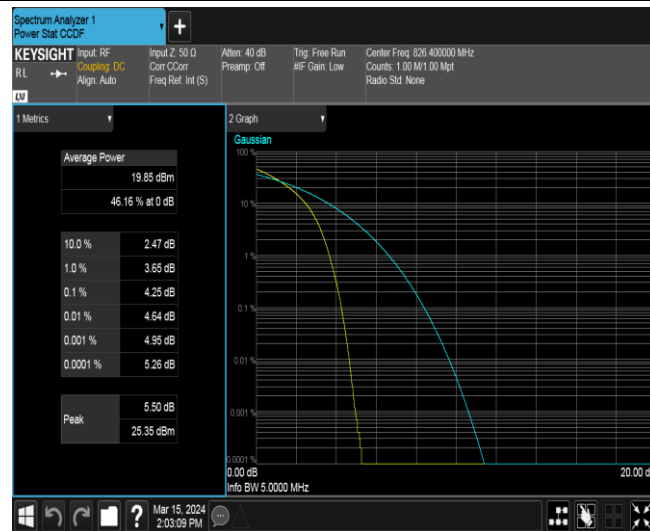 Spectrum Analyzer 1
Power Stat CCDF
+
KEYSIGHT
RL
LXI
Input: RF
Coupling: DC
Align: Auto
Input Z: 50 Ω
Corr CCorr
Freq Ref: Int (S)
Atten: 40 dB
Preamp: Off
Trig: Free Run
#IF Gain: Low
Center Freq: 826.400000 MHz
Counts: 1.00 M/1.00 Mpt
Radio Std: None
1 Metrics
Average Power
19.85 dBm
46.16 % at 0 dB
10.0 % 2.47 dB
1.0 % 3.65 dB
0.1 % 4.25 dB
0.01 % 4.64 dB
0.001 % 4.95 dB
0.0001 % 5.26 dB
Peak
5.50 dB
25.35 dBm
2 Graph
Gaussian
100 %
10 %
1 %
0.1 %
0.01 %
0.001 %
0.0001 %
0.00 dB
20.00 d
Info BW 5.0000 MHz
?
Mar 15, 2024
2:03:09 PM